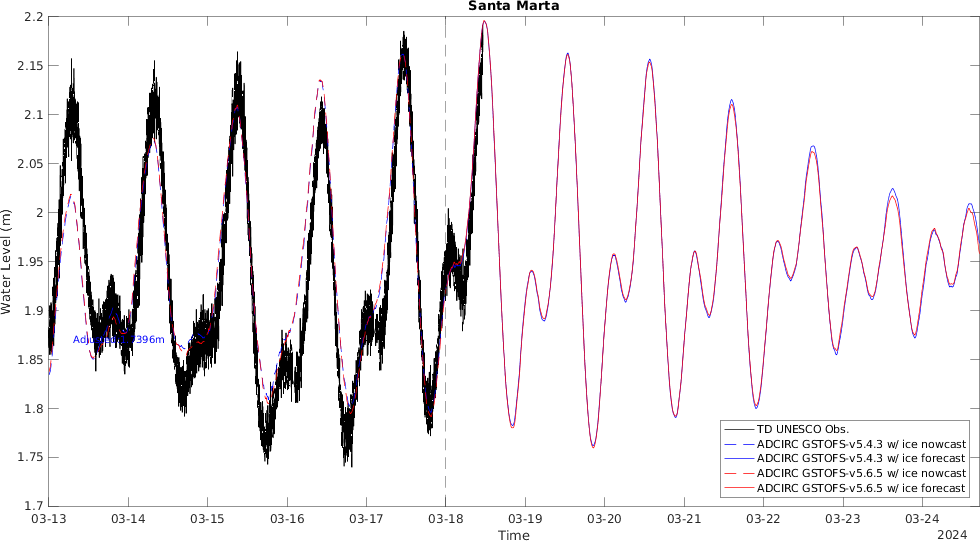 Santa Marta
2.2
2.15
2.1
2.05
2
1.95
1.9
1.85
1.8
1.75
1.7
Water Level (m)
396m
TD UNESCO Obs.
ADCIRC GSTOFS-v5.4.3 w/ ice nowcast
ADCIRC GSTOFS-v5.4.3 w/ ice forecast
ADCIRC GSTOFS-v5.6.5 w/ ice nowcast
ADCIRC GSTOFS-v5.6.5 w/ ice forecast
03-13 03-14 03-15 03-16 03-17 03-18 03-19 03-20 03-21 03-22 03-23 03-24
Time
2024